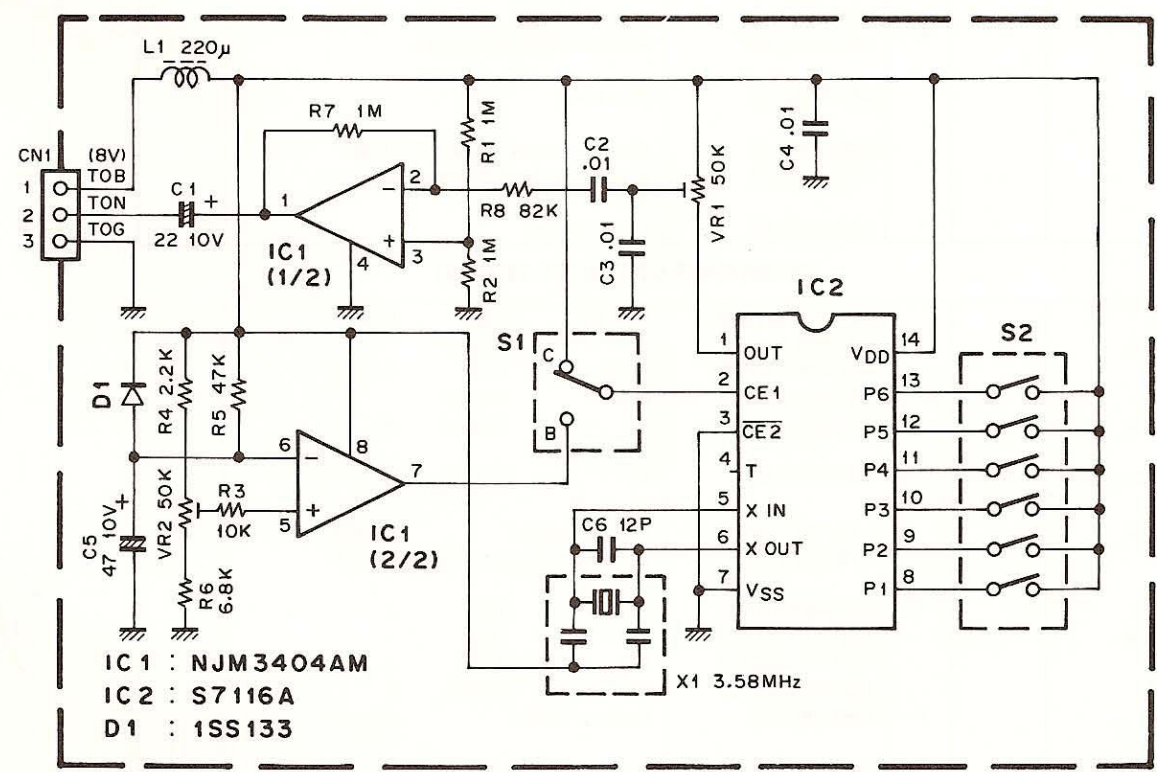 L1 220μ
R7 1M
R1 1M
C2
.01
C4 .01
CN1
(8V)
1 TOB
2 TON
3 TOG
C1 +
22 10V
1
2
−
+
3
4
IC1
(1/2)
R8 82K
R2 1M
C3 .01
VR1 50K
IC2
S1
C
B
S2
1 OUT
2 CE1
3 CE2
4 T
5 X IN
6 X OUT
7 VSS
VDD 14
P6 13
P5 12
P4 11
P3 10
P2 9
P1 8
D1
R4 2.2K
R5 47K
6
−
8
7
+
5
IC1
(2/2)
R3
10K
VR2 50K
C5 +
47 10V
R6
6.8K
C6 12P
X1 3.58MHz
IC1 : NJM3404AM
IC2 : S7116A
D1 : 1SS133